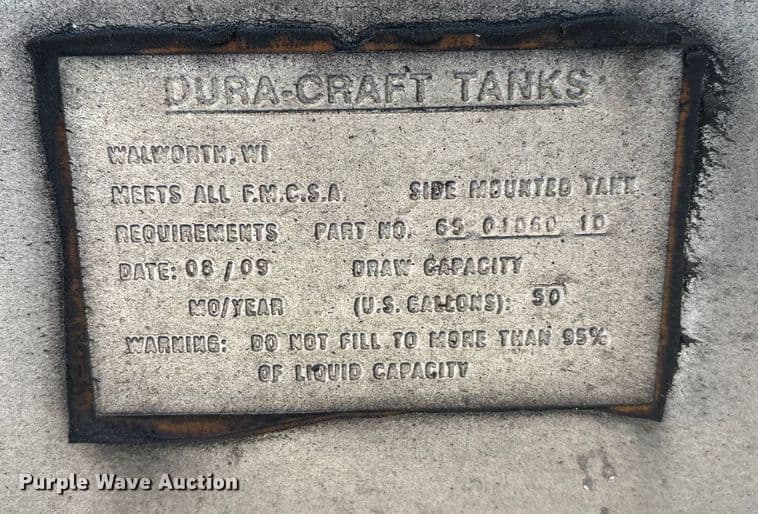 DURA-CRAFT TANKS
WALWORTH, WI
MEETS ALL F.M.C.S.A. SIDE MOUNTED TANK
REQUIREMENTS PART NO. 65 01060 10
DATE: 08 / 09 DRAW CAPACITY
MO/YEAR (U.S. GALLONS): 50
WARNING: DO NOT FILL TO MORE THAN 95%
OF LIQUID CAPACITY
Purple Wave Auction